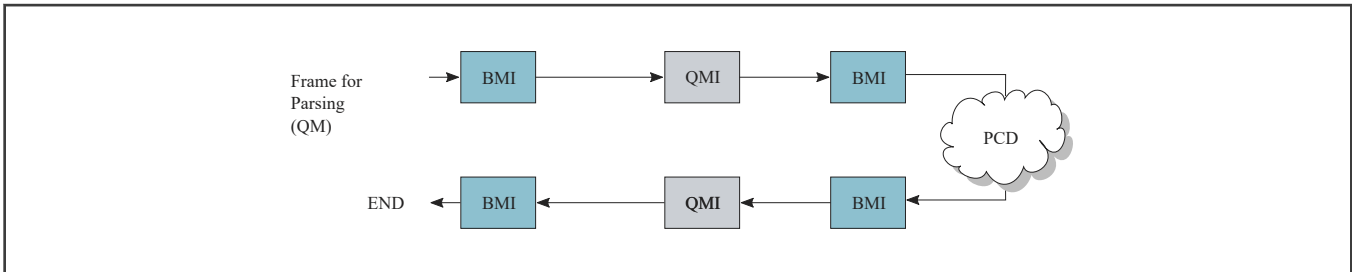 Frame for
Parsing
(QM)
BMI
QMI
BMI
PCD
END
BMI
QMI
BMI